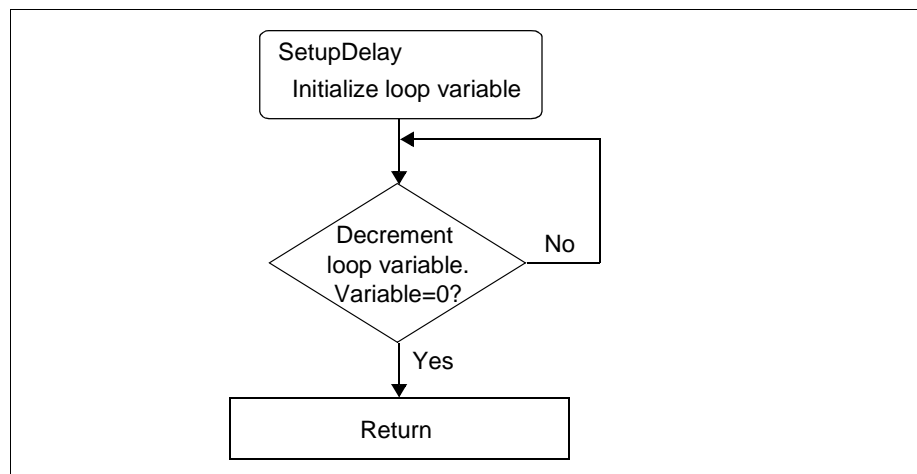 SetupDelay
Initialize loop variable
Decrement
loop variable.
Variable=0?
No
Yes
Return